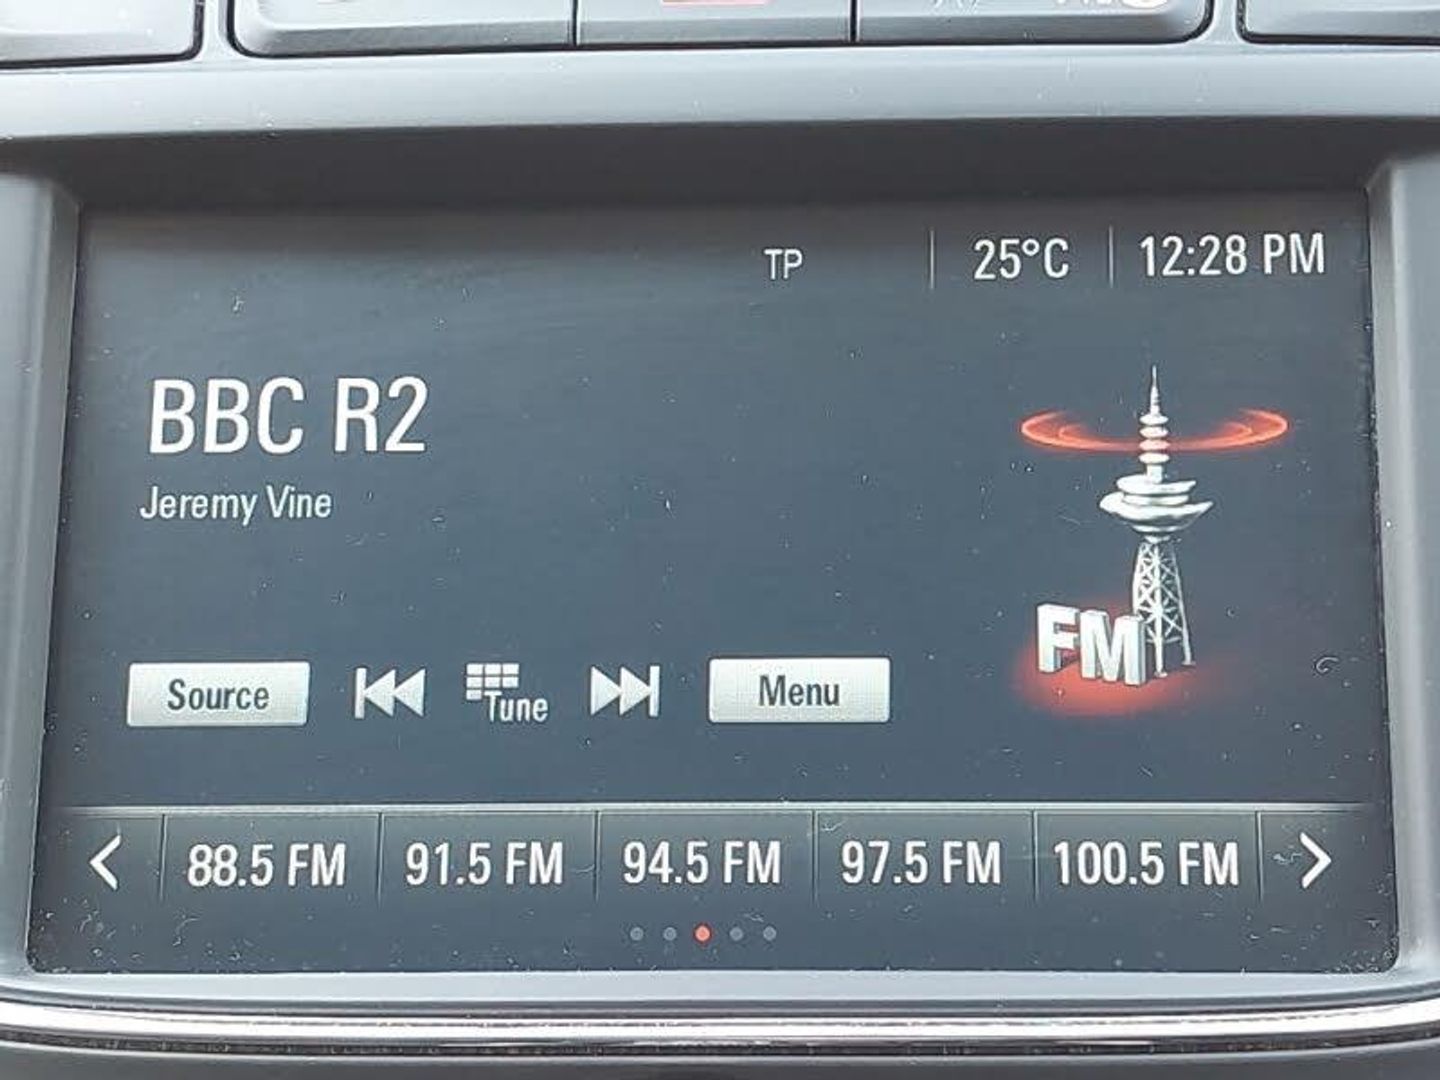 TP 25°C 12:28 PM
BBC R2
Jeremy Vine
Source Tune Menu
FM
88.5 FM 91.5 FM 94.5 FM 97.5 FM 100.5 FM